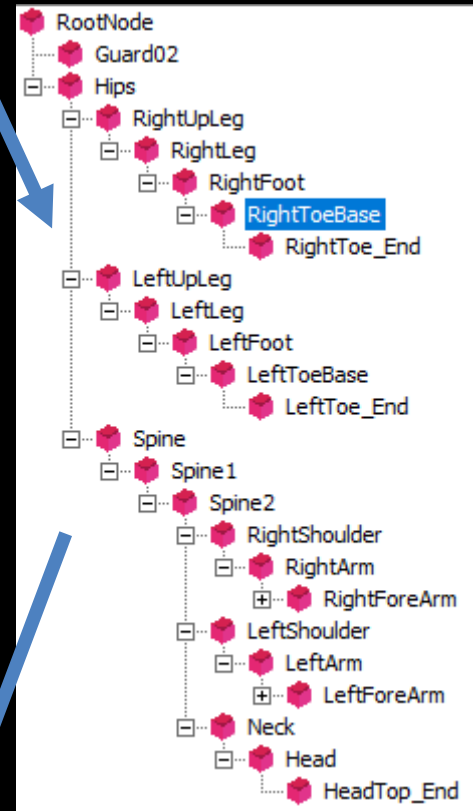 RootNode
Guard02
Hips
RightUpLeg
RightLeg
RightFoot
RightToeBase
RightToe_End
LeftUpLeg
LeftLeg
LeftFoot
LeftToeBase
LeftToe_End
Spine
Spine1
Spine2
RightShoulder
RightArm
RightForeArm
LeftShoulder
LeftArm
LeftForeArm
Neck
Head
HeadTop_End